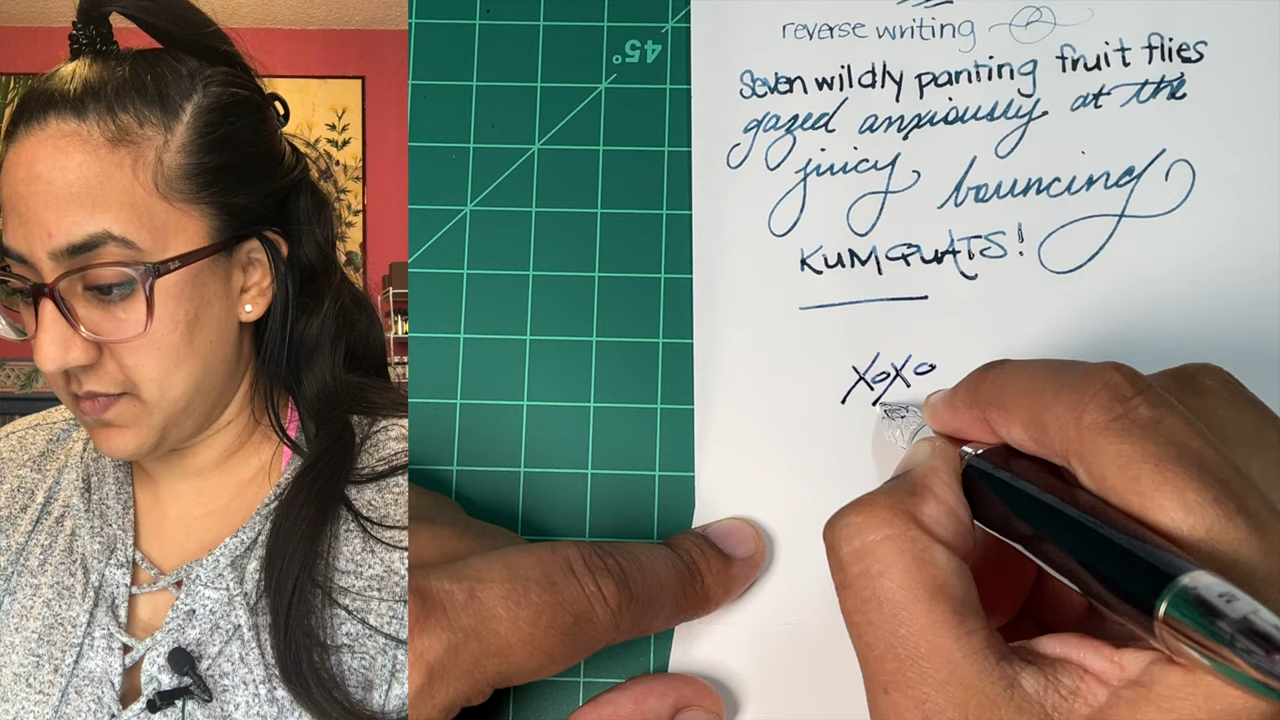 45°
reverse writing
Seven wildly panting fruit flies
gazed anxiously at the
juicy bouncing
KUMQUATS!
XoXo